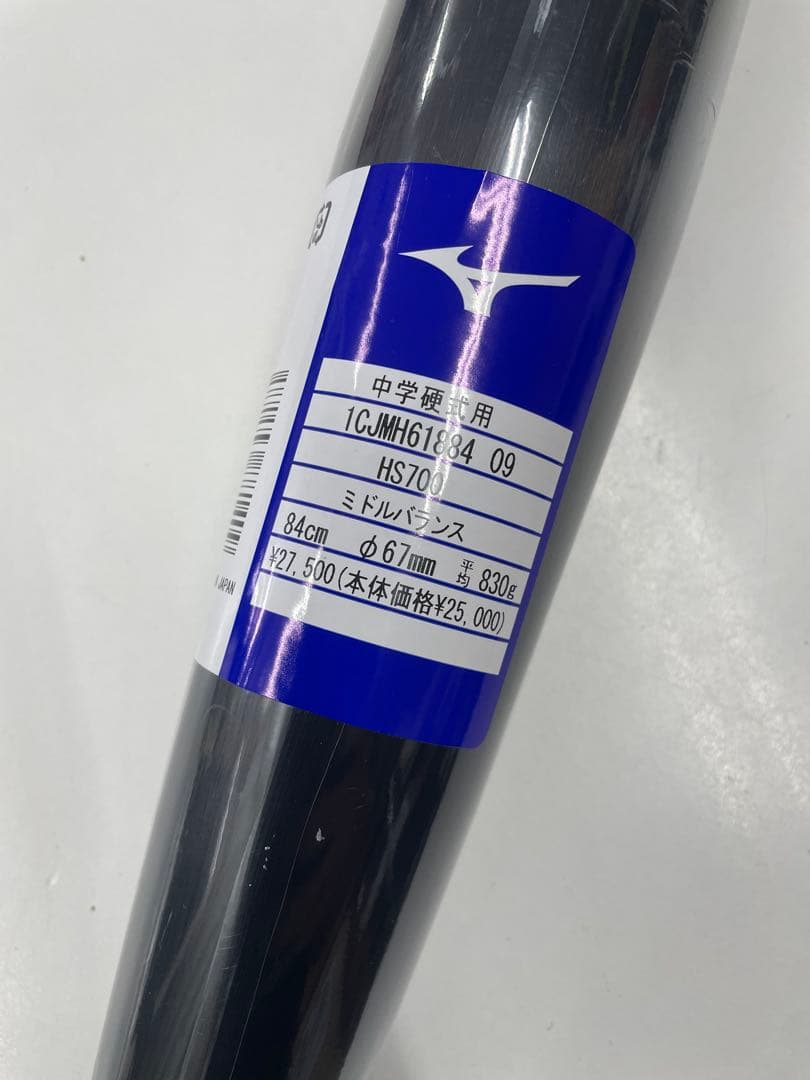 中学硬式用
1CJMH61884 09
HS700
ミドルバランス
84cm φ67mm 平均 830g
¥27,500(本体価格¥25,000)
JAPAN